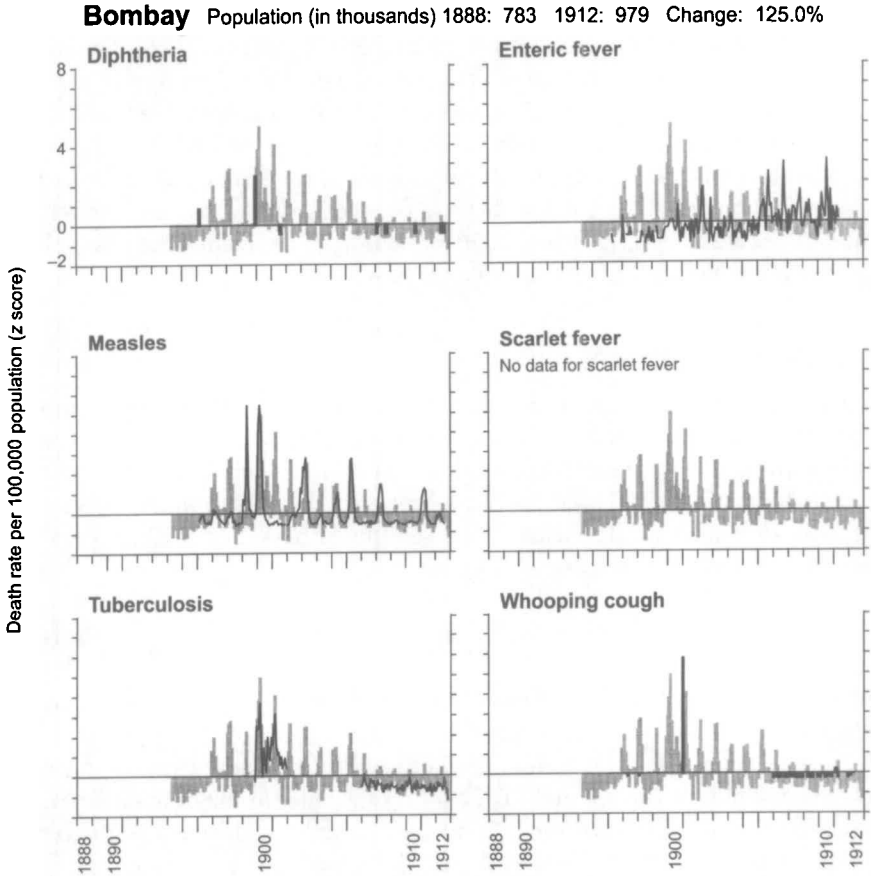 Bombay Population (in thousands) 1888: 783 1912: 979 Change: 125.0%
Diphtheria
Enteric fever
8
4
0
−2
Death rate per 100,000 population (z score)
Measles
Scarlet fever
No data for scarlet fever
Tuberculosis
Whooping cough
1888 1890 1900 1910 1912
1888 1890 1900 1910 1912